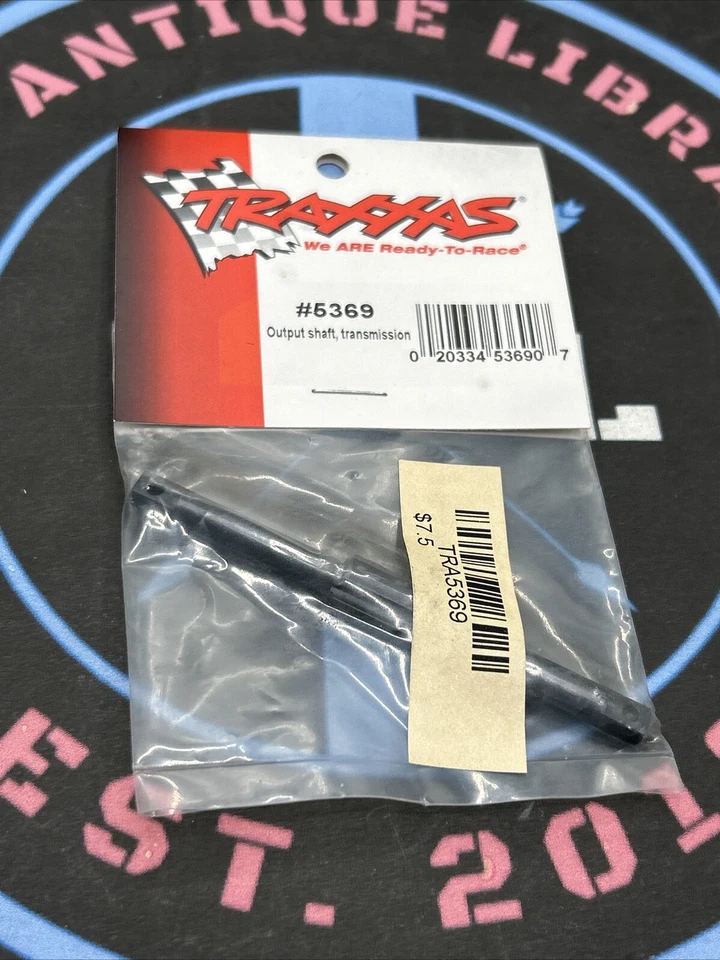 ANTIQUE LIBRA
TRAXXAS®
We ARE Ready-To-Race®
#5369
Output shaft, transmission
0 20334 53690 7
TRA5369
$7.5
EST. 201